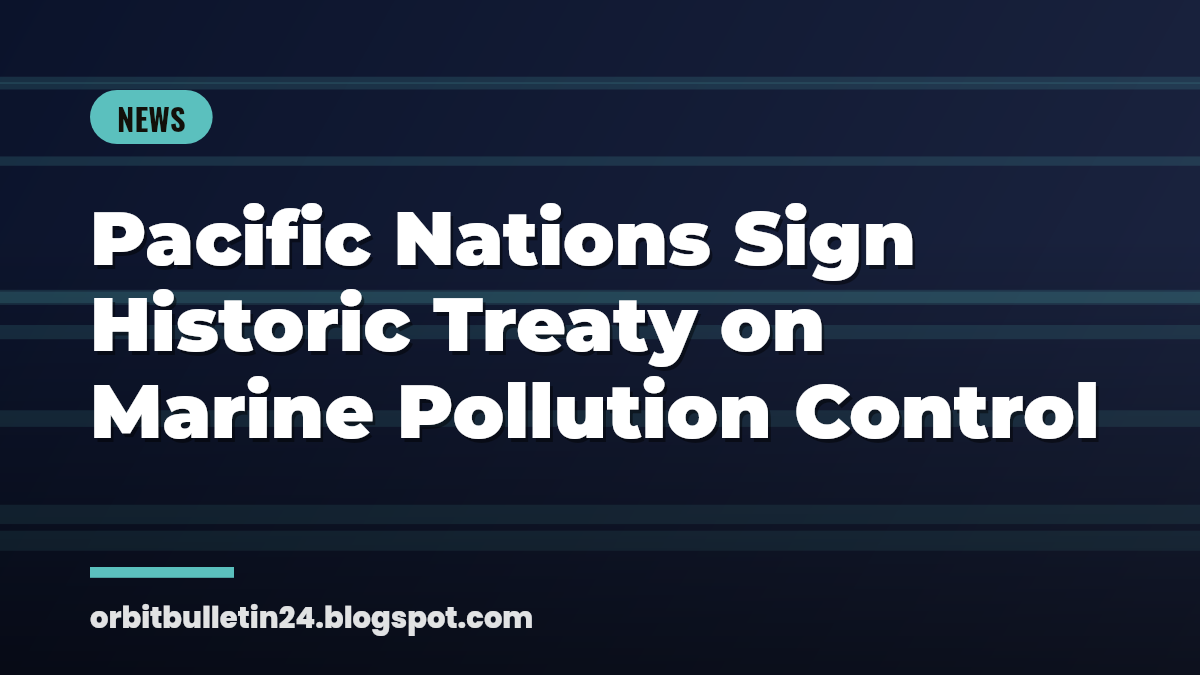 NEWS
Pacific Nations Sign
Historic Treaty on
Marine Pollution Control
orbitbulletin24.blogspot.com